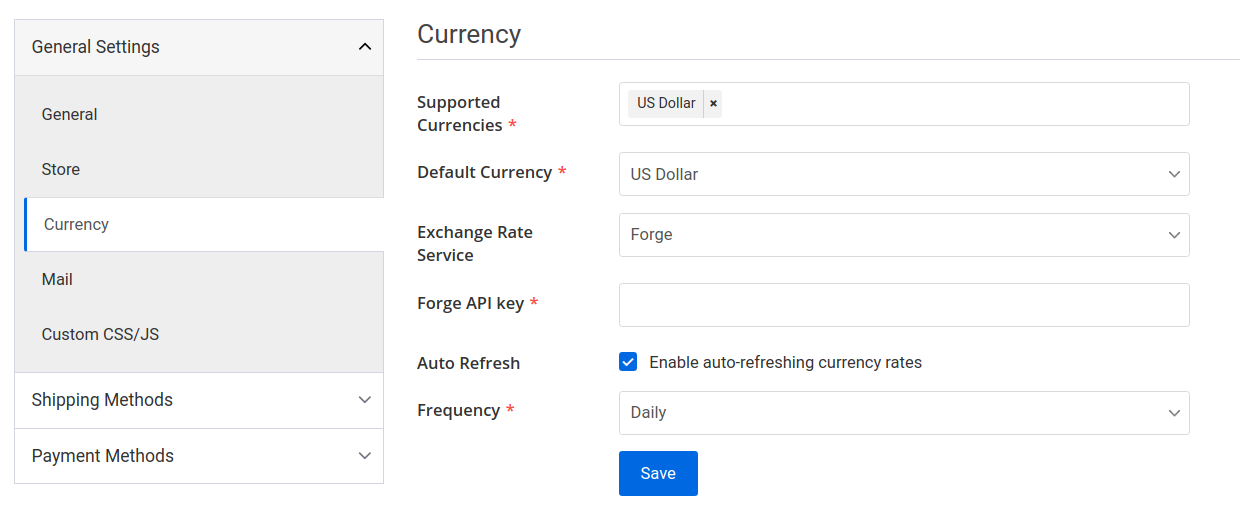 General Settings
General
Store
Currency
Mail
Custom CSS/JS
Shipping Methods
Payment Methods
Currency
Supported
Currencies *
US Dollar ×
Default Currency *
US Dollar
Exchange Rate
Service
Forge
Forge API key *
Auto Refresh
Enable auto-refreshing currency rates
Frequency *
Daily
Save